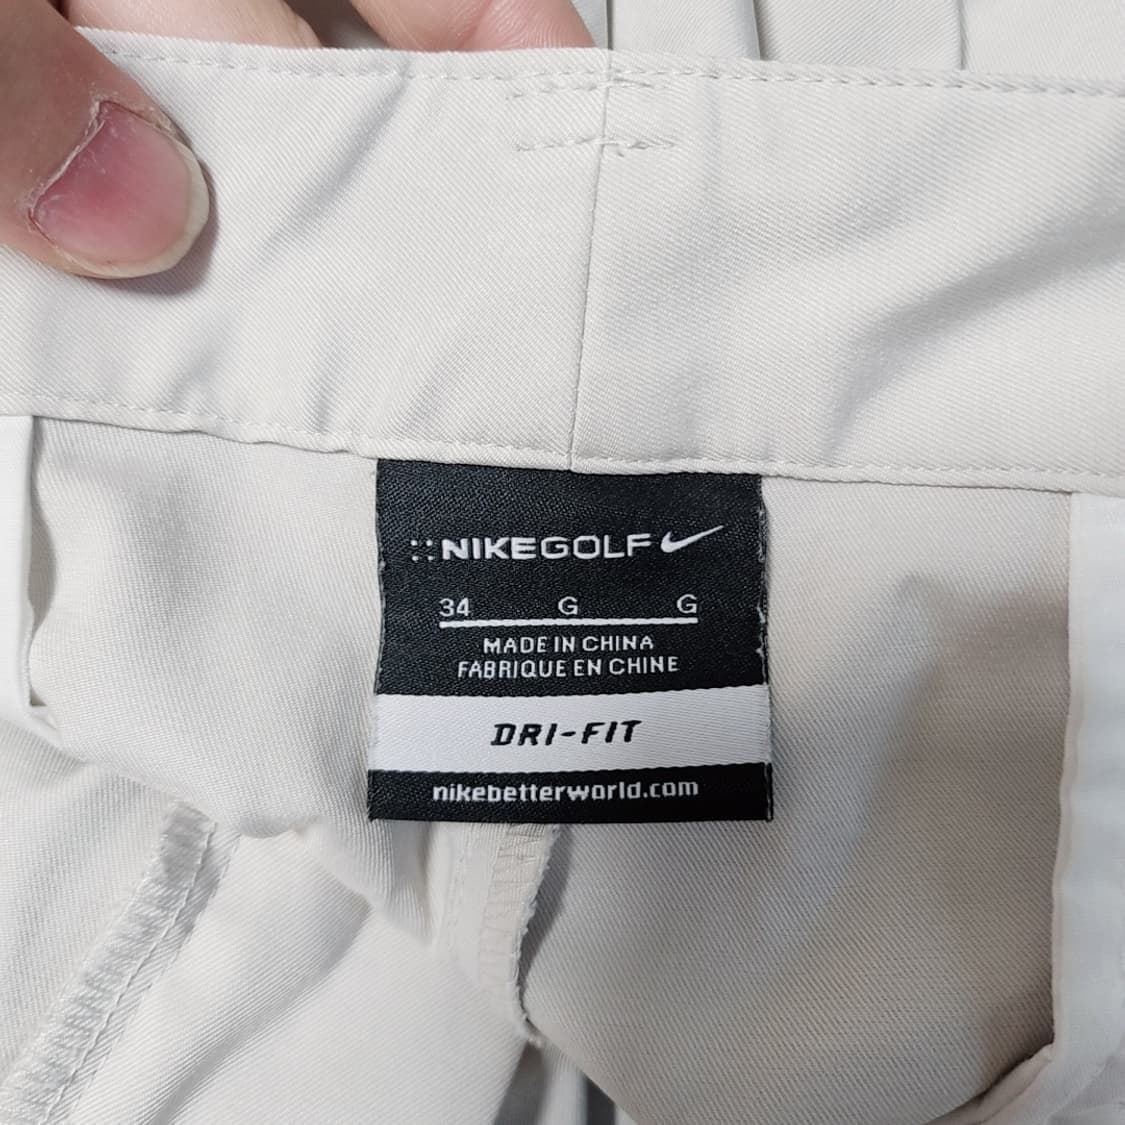 NIKEGOLF
34 G G
MADE IN CHINA
FABRIQUE EN CHINE
DRI-FIT
nikebetterworld.com